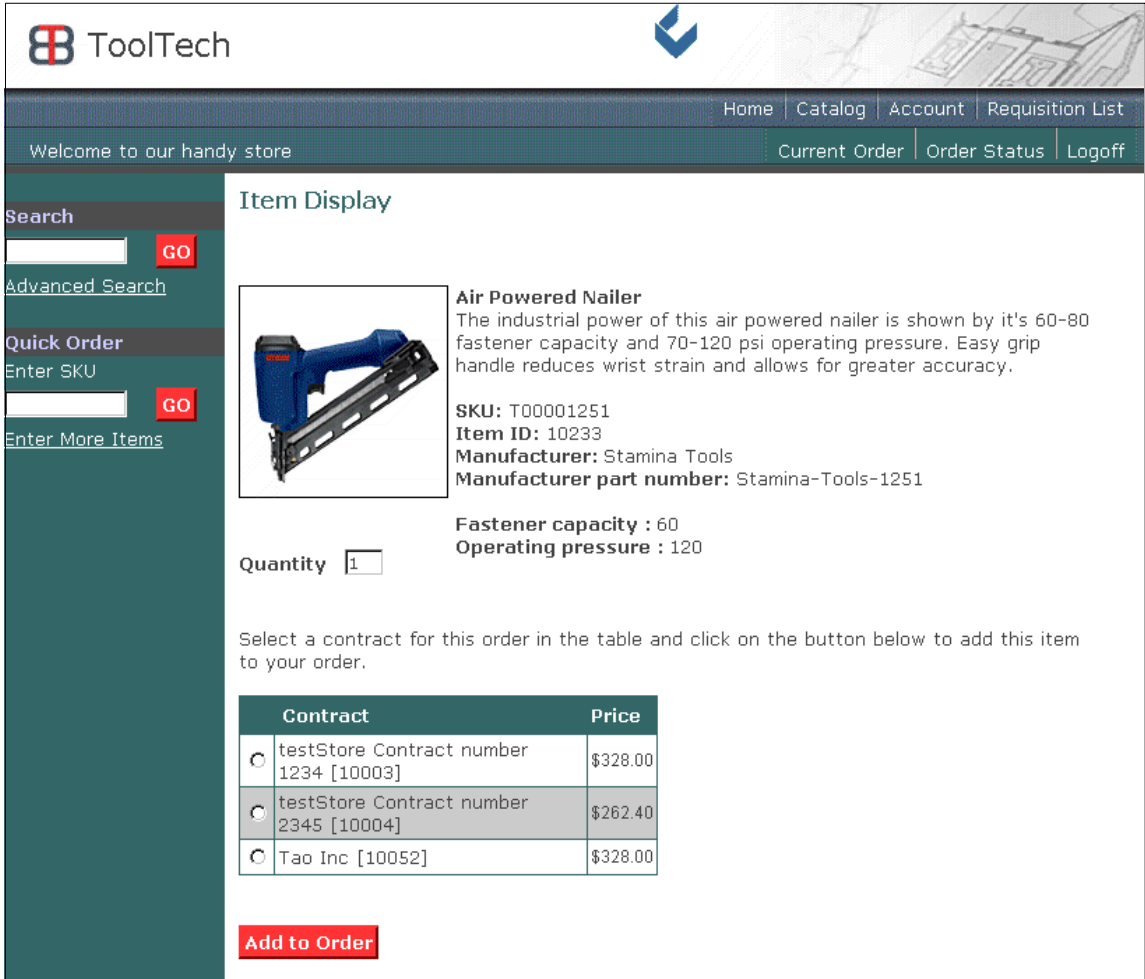 ToolTech
Home Catalog Account Requisition List
Welcome to our handy store
Current Order Order Status Logoff
Search
GO
Advanced Search
Quick Order
Enter SKU
GO
Enter More Items
Item Display
Air Powered Nailer
The industrial power of this air powered nailer is shown by it's 60-80
fastener capacity and 70-120 psi operating pressure. Easy grip
handle reduces wrist strain and allows for greater accuracy.
SKU: T00001251
Item ID: 10233
Manufacturer: Stamina Tools
Manufacturer part number: Stamina-Tools-1251
Fastener capacity : 60
Operating pressure : 120
Quantity 1
Select a contract for this order in the table and click on the button below to add this item
to your order.
Contract Price
testStore Contract number
1234 [10003] $328.00
testStore Contract number
2345 [10004] $262.40
Tao Inc [10052] $328.00
Add to Order